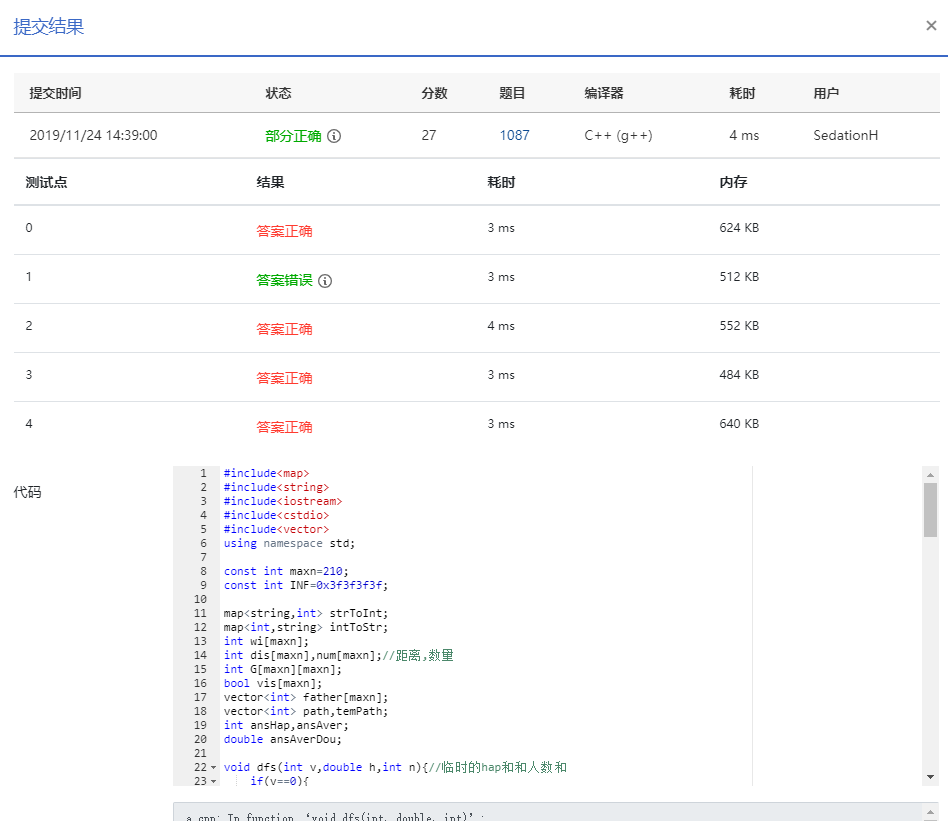 提交结果 ×
提交时间 状态 分数 题目 编译器 耗时 用户
2019/11/24 14:39:00 部分正确 27 1087 C++ (g++) 4 ms SedationH
测试点 结果 耗时 内存
0 答案正确 3 ms 624 KB
1 答案错误 3 ms 512 KB
2 答案正确 4 ms 552 KB
3 答案正确 3 ms 484 KB
4 答案正确 3 ms 640 KB
代码
1 #include<map>
2 #include<string>
3 #include<iostream>
4 #include<cstdio>
5 #include<vector>
6 using namespace std;
7
8 const int maxn=210;
9 const int INF=0x3f3f3f3f;
10
11 map<string,int> strToInt;
12 map<int,string> intToStr;
13 int wi[maxn];
14 int dis[maxn],num[maxn];//距离,数量
15 int G[maxn][maxn];
16 bool vis[maxn];
17 vector<int> father[maxn];
18 vector<int> path,temPath;
19 int ansHap,ansAver;
20 double ansAverDou;
21
22 void dfs(int v,double h,int n){//临时的hap和和人数和
23 if(v==0){
a.cpp: In function ‘void dfs(int, double, int)’: